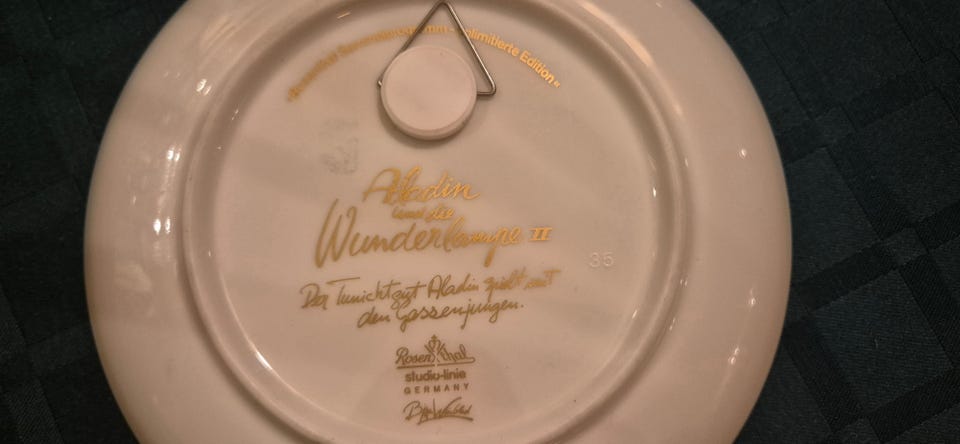 limitierte Edition"
Aladin
und die
Wunderlampe II
35
Der Tunichtgut Aladin spielt mit
den Gassenjungen.
Rosenthal
studio-linie
GERMANY